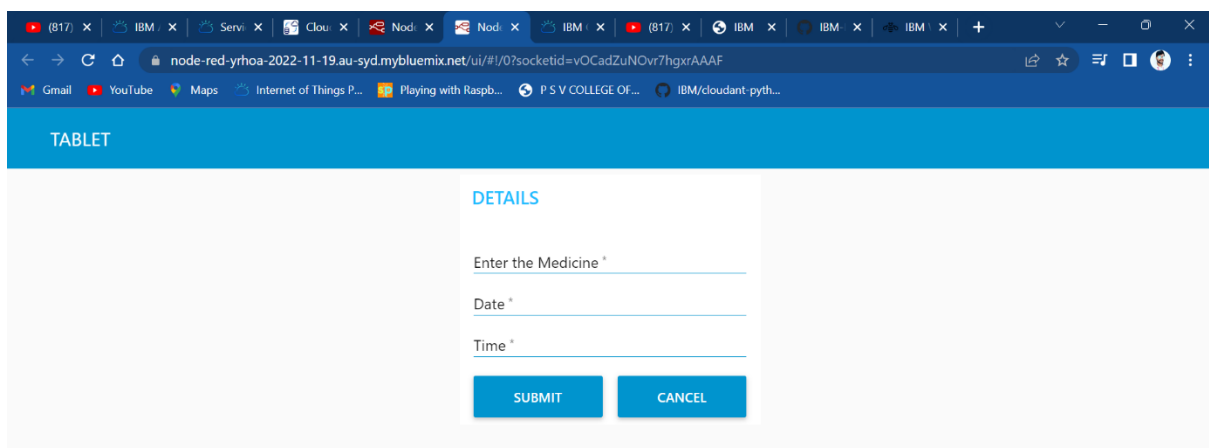 (817) IBM Servi Clou Node Node IBM (817) IBM IBM- IBM
node-red-yrhoa-2022-11-19.au-syd.mybluemix.net/ui/#!/0?socketid=vOCadZuNOvr7hgxrAAAF
Gmail YouTube Maps Internet of Things P... Playing with Raspb... P S V COLLEGE OF... IBM/cloudant-pyth...
TABLET
DETAILS
Enter the Medicine *
Date *
Time *
SUBMIT CANCEL